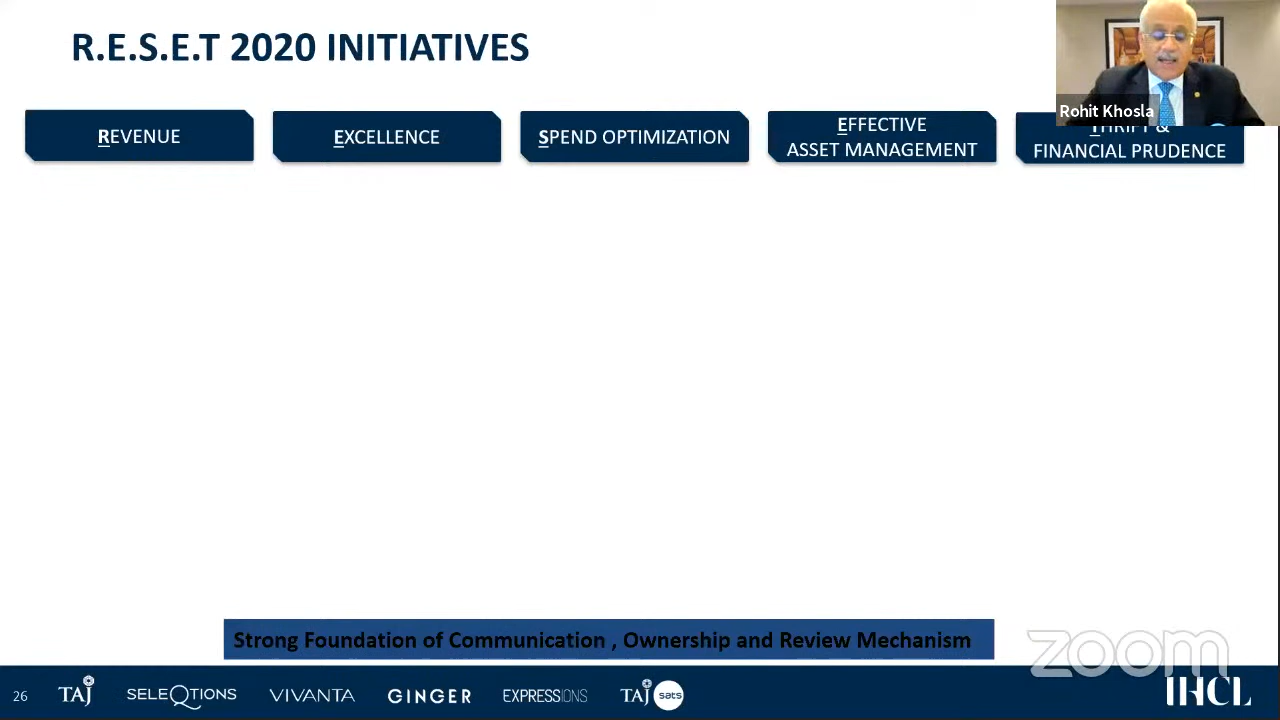 R.E.S.E.T 2020 INITIATIVES
Rohit Khosla
REVENUE
EXCELLENCE
SPEND OPTIMIZATION
EFFECTIVE
ASSET MANAGEMENT
THRIFT &
FINANCIAL PRUDENCE
Strong Foundation of Communication , Ownership and Review Mechanism
zoom
26
TAJ
SELEQTIONS
VIVANTA
GINGER
EXPRESSIONS
TAJ sats
IHCL